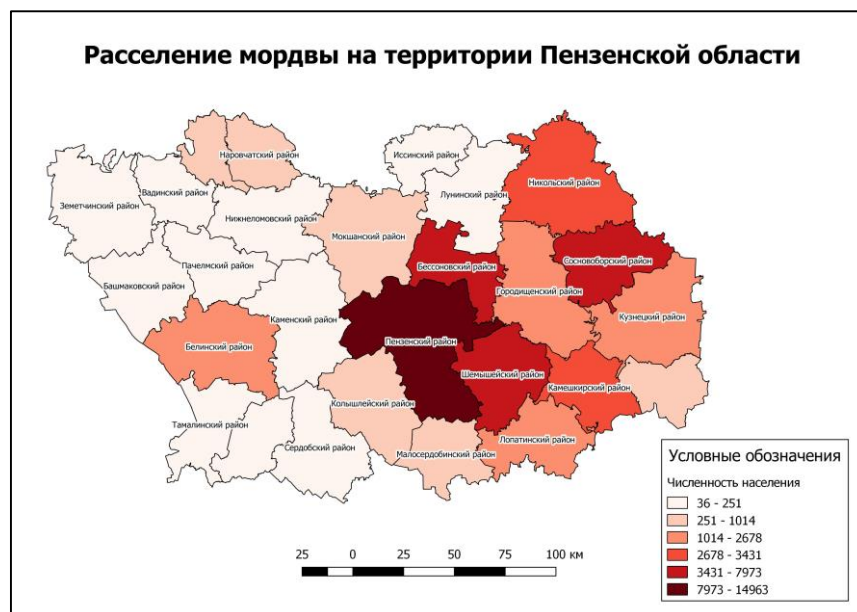 Расселение мордвы на территории Пензенской области
Наровчатский район
Иссинский район
Вадинский район
Лунинский район
Никольский район
Земетчинский район
Нижнеломовский район
Мокшанский район
Пачелмский район
Бессоновский район
Сосновоборский район
Башмаковский район
Городищенский район
Каменский район
Кузнецкий район
Белинский район
Пензенский район
Шемышейский район
Камешкирский район
Колышлейский район
Тамалинский район
Лопатинский район
Сердобский район
Малосердобинский район
Условные обозначения
Численность населения
36 - 251
251 - 1014
1014 - 2678
2678 - 3431
3431 - 7973
7973 - 14963
25 0 25 50 75 100 км